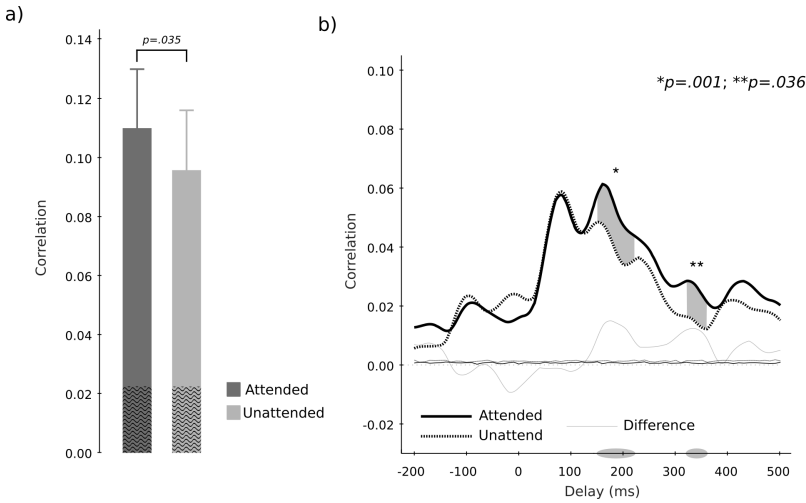 a)
p=.035
0.14
0.12
0.10
0.08
0.06
0.04
0.02
0.00
Correlation
Attended
Unattended
b)
*p=.001; **p=.036
0.10
0.08
0.06
0.04
0.02
0.00
-0.02
Correlation
*
**
Attended
Unattend
Difference
-200 -100 0 100 200 300 400 500
Delay (ms)